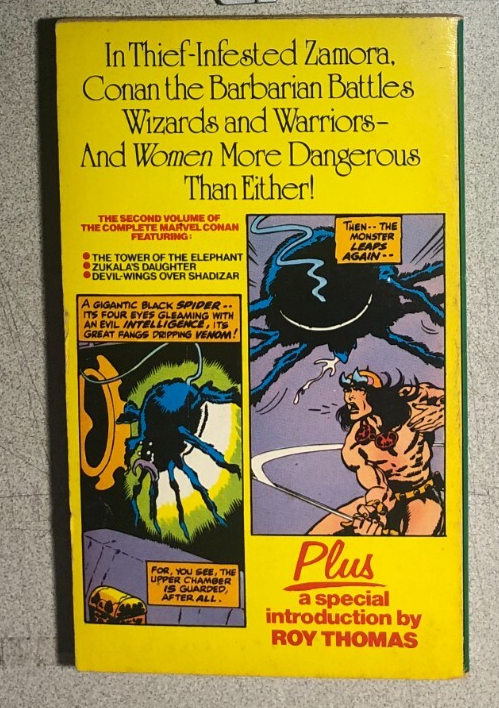 In Thief-Infested Zamora,
Conan the Barbarian Battles
Wizards and Warriors–
And Women More Dangerous
Than Either!
THE SECOND VOLUME OF
THE COMPLETE MARVEL CONAN
FEATURING:
• THE TOWER OF THE ELEPHANT
• ZUKALA'S DAUGHTER
• DEVIL-WINGS OVER SHADIZAR
A GIGANTIC BLACK SPIDER--
ITS FOUR EYES GLEAMING WITH
AN EVIL INTELLIGENCE, ITS
GREAT FANGS DRIPPING VENOM!
FOR, YOU SEE, THE
UPPER CHAMBER
IS GUARDED,
AFTER ALL.
THEN-- THE
MONSTER
LEAPS
AGAIN--
Plus
a special
introduction by
ROY THOMAS